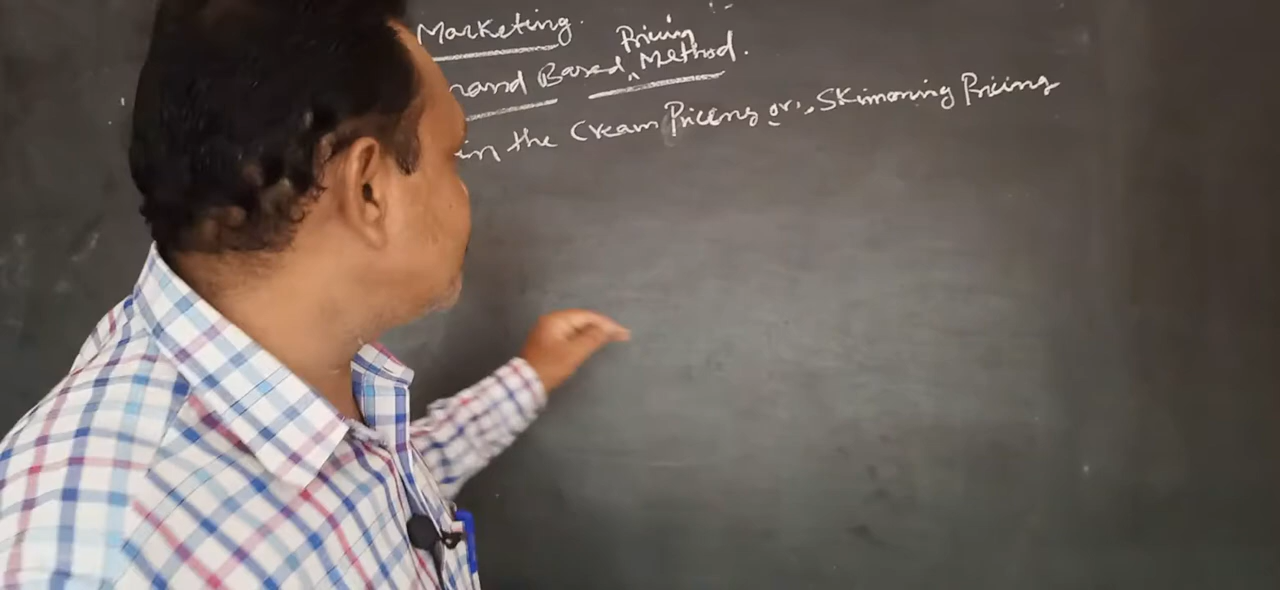 Marketing.
mand Based Pricing Method.
in the Cream Pricing or, Skimming Pricing